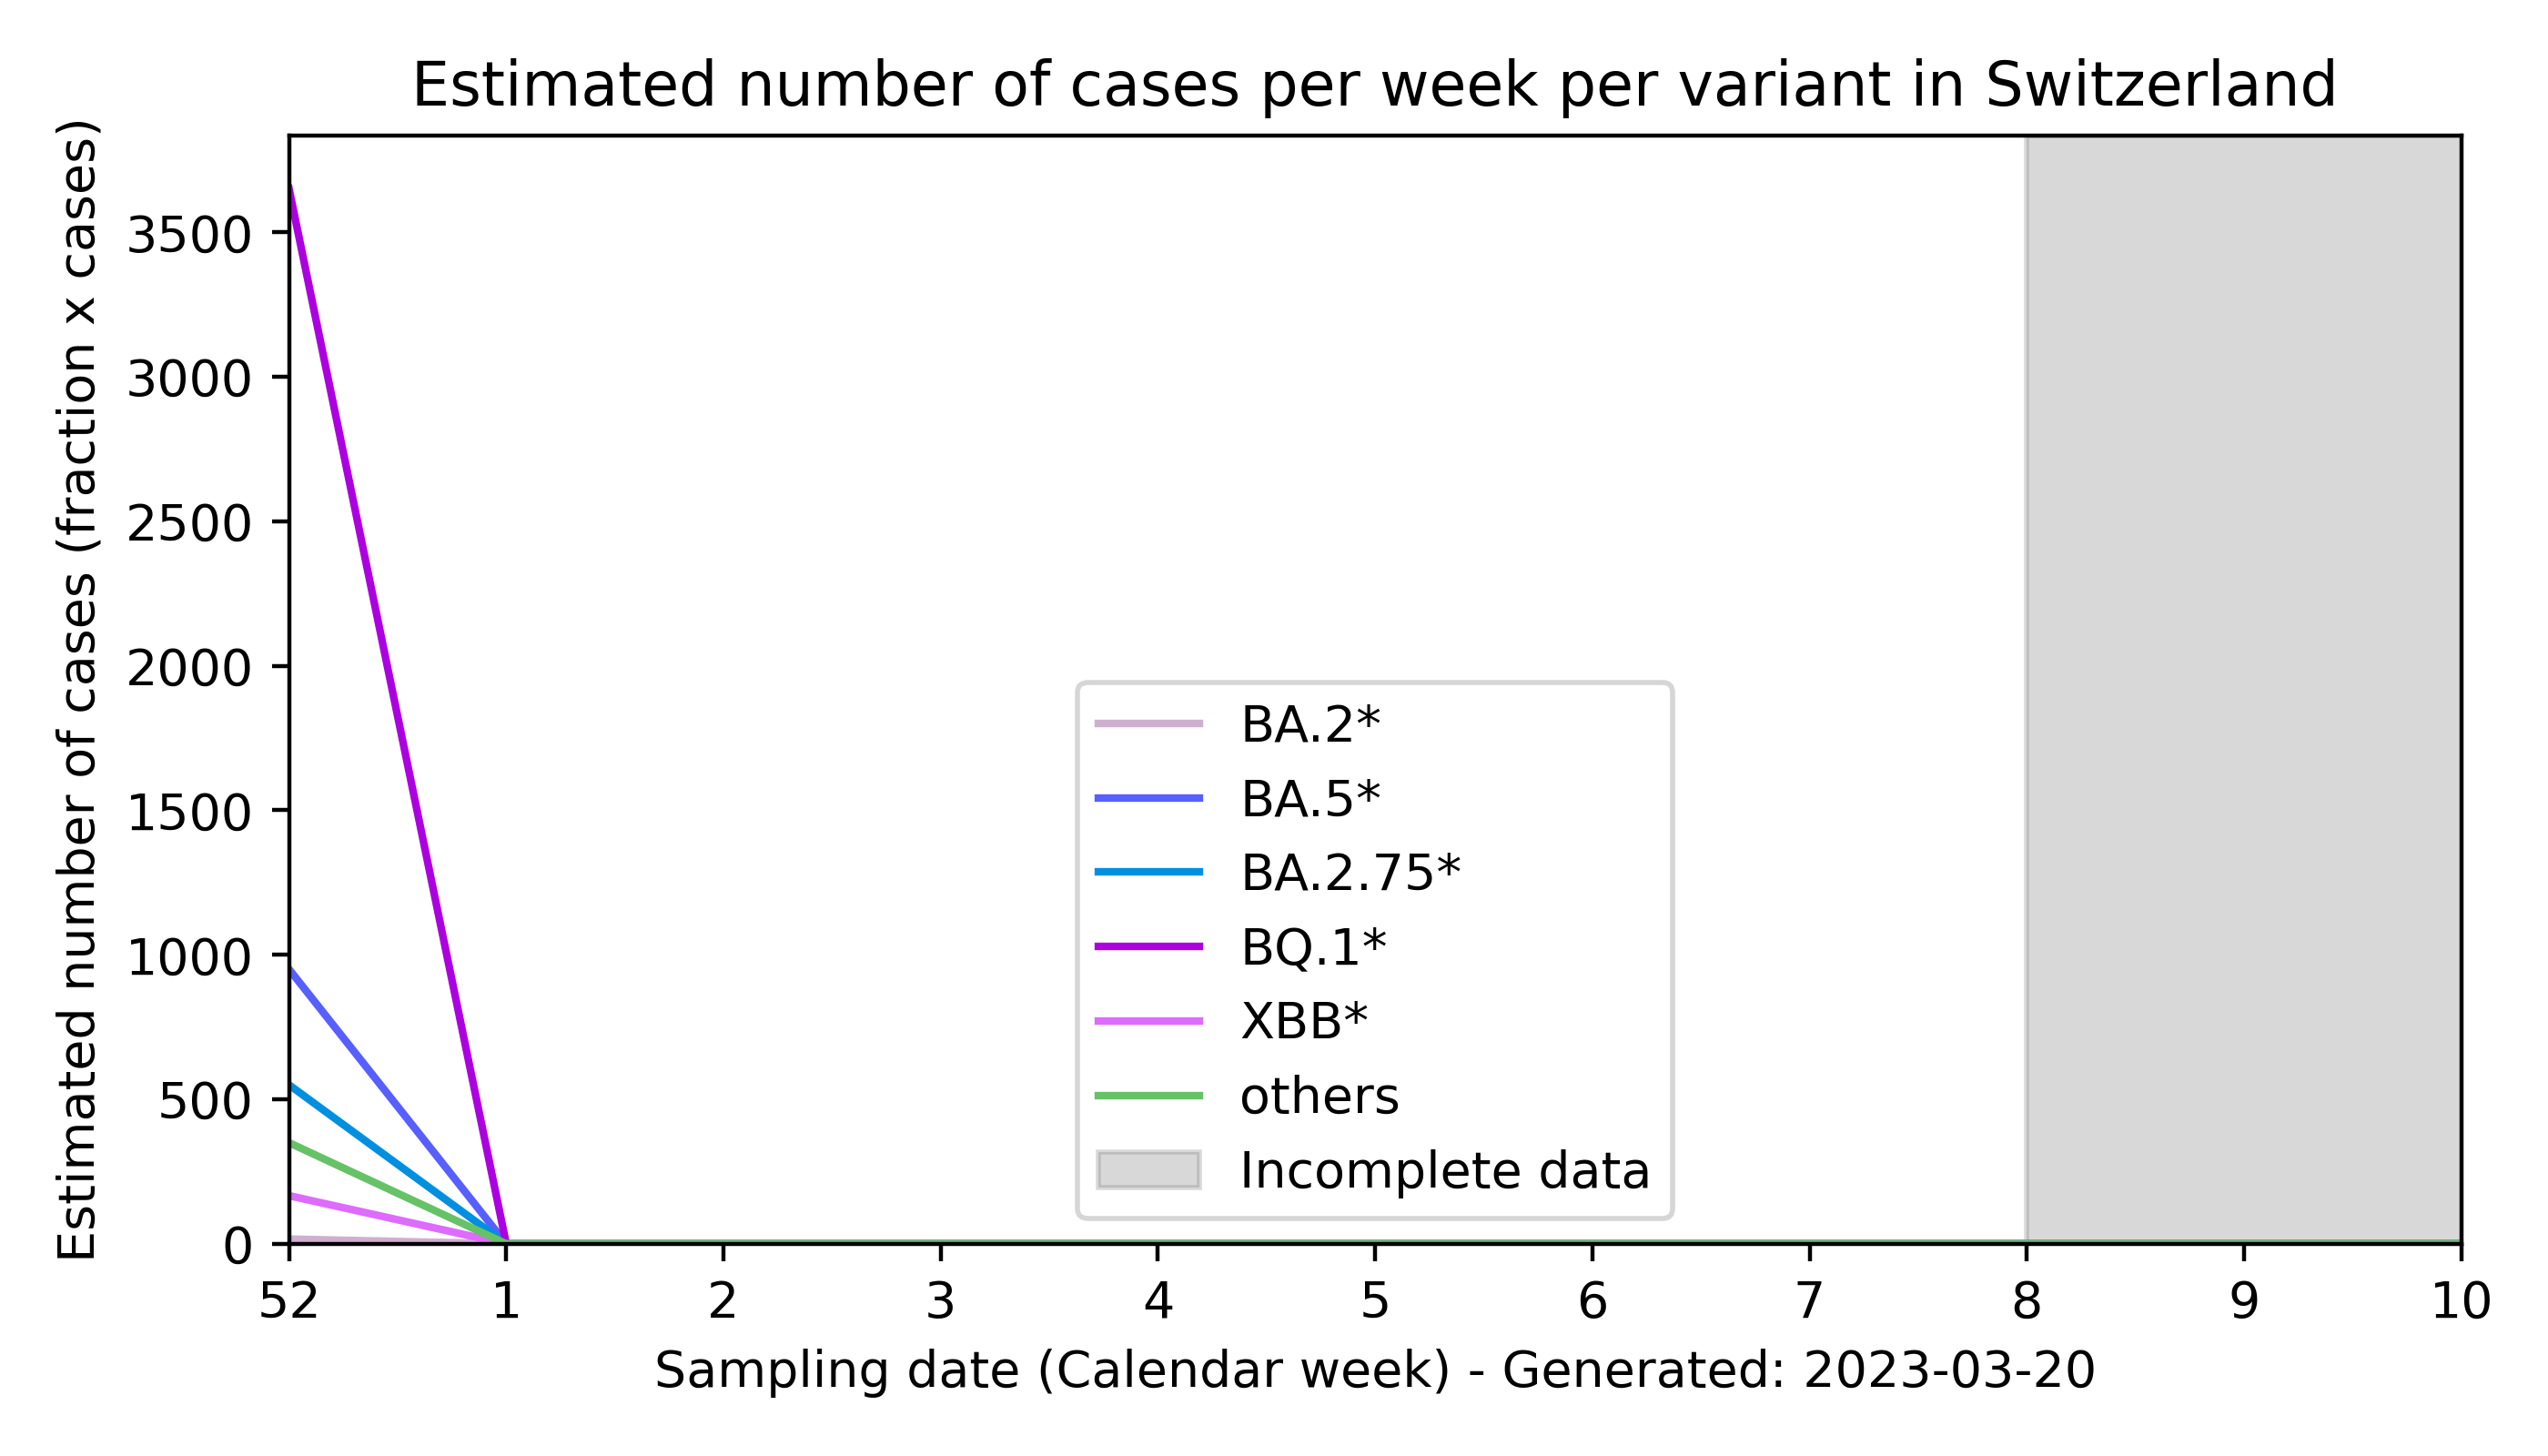 Estimated number of cases per week per variant in Switzerland
Estimated number of cases (fraction x cases)
3500
3000
2500
2000
1500
1000
500
0
BA.2*
BA.5*
BA.2.75*
BQ.1*
XBB*
others
Incomplete data
52 1 2 3 4 5 6 7 8 9 10
Sampling date (Calendar week) - Generated: 2023-03-20